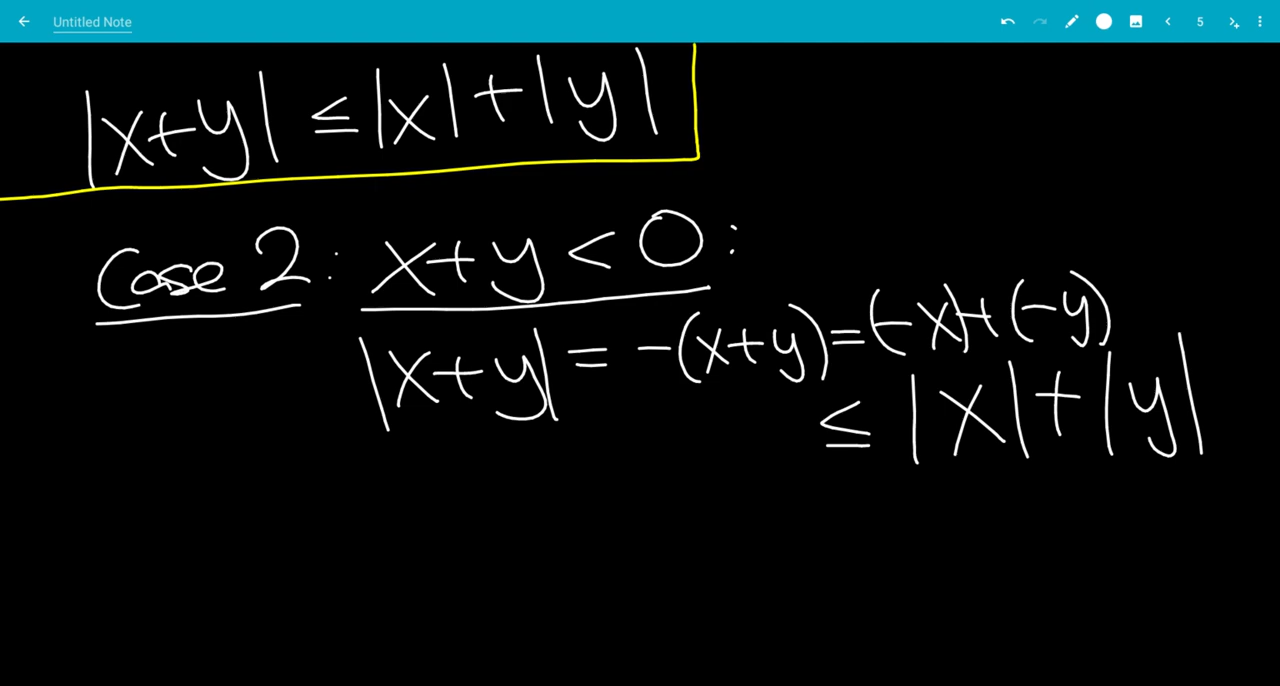 Untitled Note
5
|x+y| ≤ |x|+|y|
Case 2: x+y < 0:
|x+y| = -(x+y) = (-x)+(-y)
≤ |x|+|y|